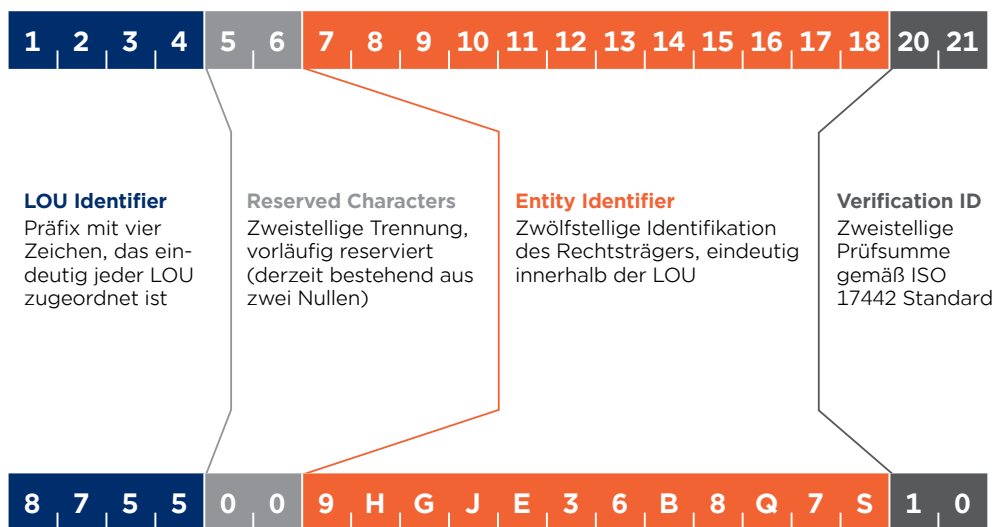 1 2 3 4 5 6 7 8 9 10 11 12 13 14 15 16 17 18 20 21
LOU Identifier
Präfix mit vier
Zeichen, das ein-
deutig jeder LOU
zugeordnet ist
Reserved Characters
Zweistellige Trennung,
vorläufig reserviert
(derzeit bestehend aus
zwei Nullen)
Entity Identifier
Zwölfstellige Identifikation
des Rechtsträgers, eindeutig
innerhalb der LOU
Verification ID
Zweistellige
Prüfsumme
gemäß ISO
17442 Standard
8 7 5 5 0 0 9 H G J E 3 6 B 8 Q 7 S 1 0